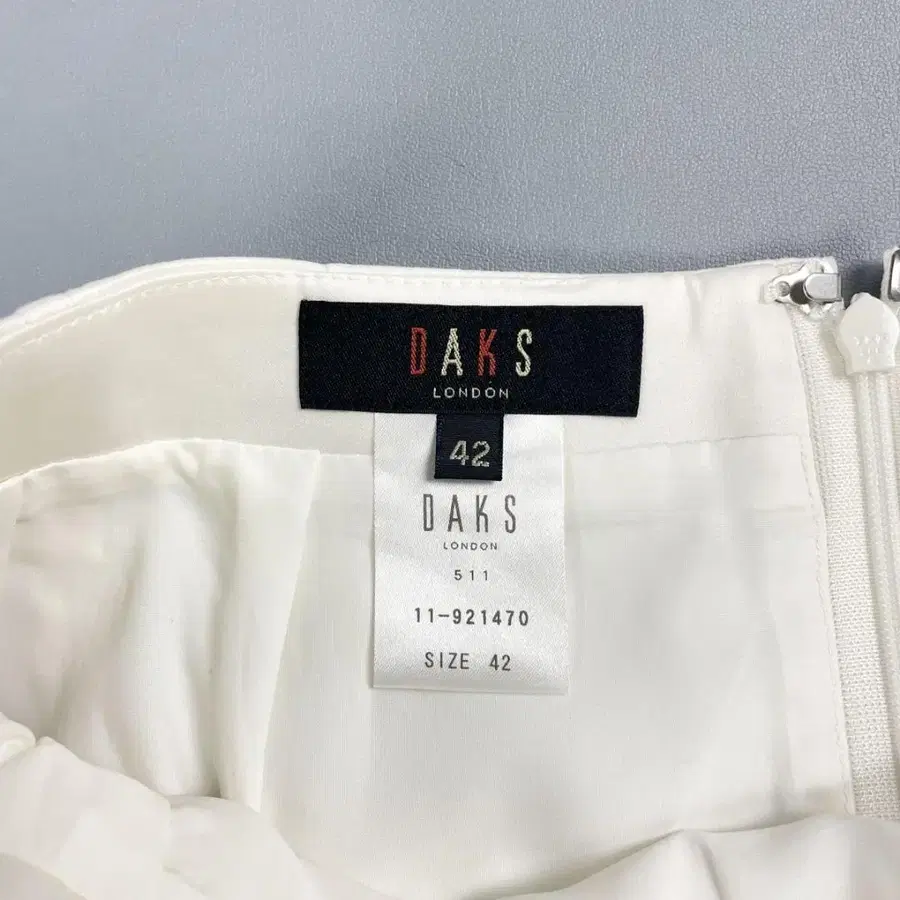 DAKS
LONDON
42
DAKS
LONDON
511
11-921470
SIZE 42